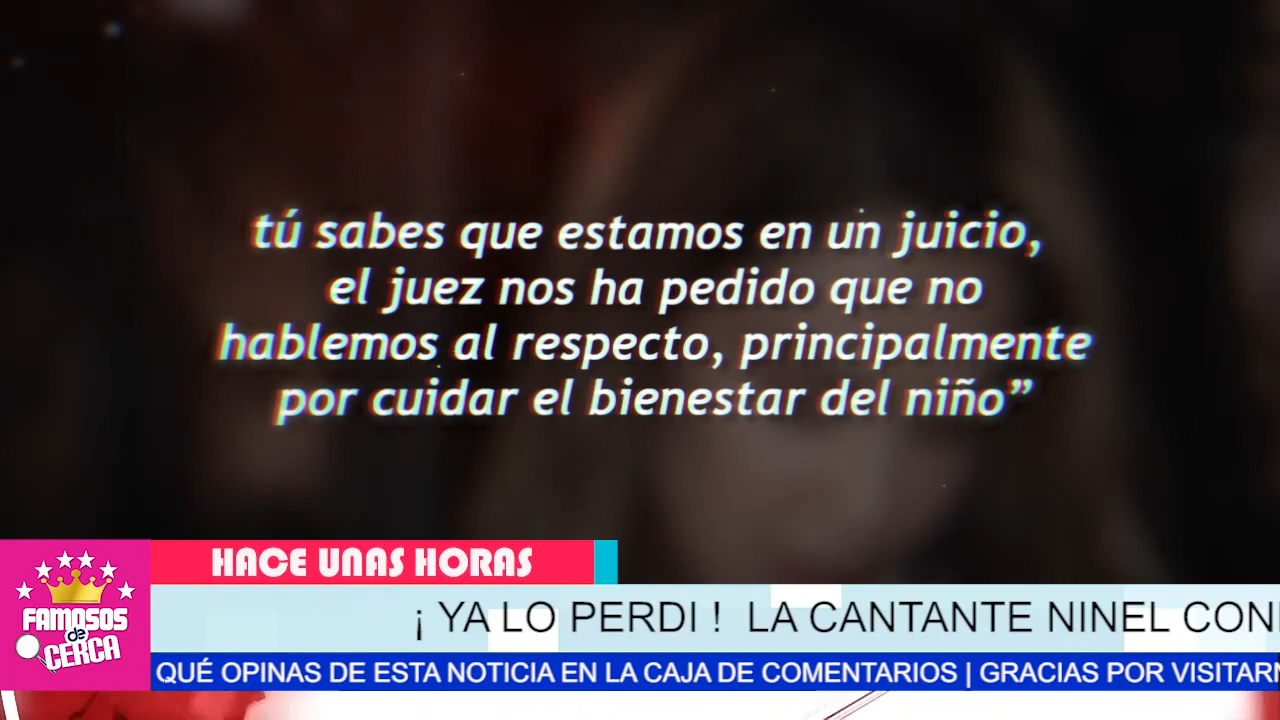 tú sabes que estamos en un juicio,
el juez nos ha pedido que no
hablemos al respecto, principalmente
por cuidar el bienestar del niño”
HACE UNAS HORAS
FAMOSOS
de
CERCA
¡ YA LO PERDI ! LA CANTANTE NINEL CON
QUÉ OPINAS DE ESTA NOTICIA EN LA CAJA DE COMENTARIOS | GRACIAS POR VISITARN